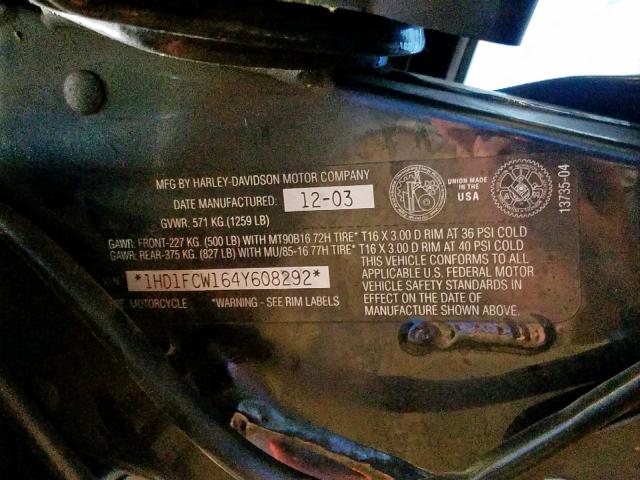 MFG BY HARLEY-DAVIDSON MOTOR COMPANY
DATE MANUFACTURED: 12-03
GVWR: 571 KG (1259 LB)
UNION MADE
IN THE
USA
13735-04
GAWR: FRONT-227 KG. (500 LB) WITH MT90B16 72H TIRE* T16 X 3.00 D RIM AT 36 PSI COLD
GAWR: REAR-375 KG. (827 LB) WITH MU/85-16 77H TIRE* T16 X 3.00 D RIM AT 40 PSI COLD
*1HD1FCW164Y608292*
MOTORCYCLE *WARNING - SEE RIM LABELS
THIS VEHICLE CONFORMS TO ALL
APPLICABLE U.S. FEDERAL MOTOR
VEHICLE SAFETY STANDARDS IN
EFFECT ON THE DATE OF
MANUFACTURE SHOWN ABOVE.